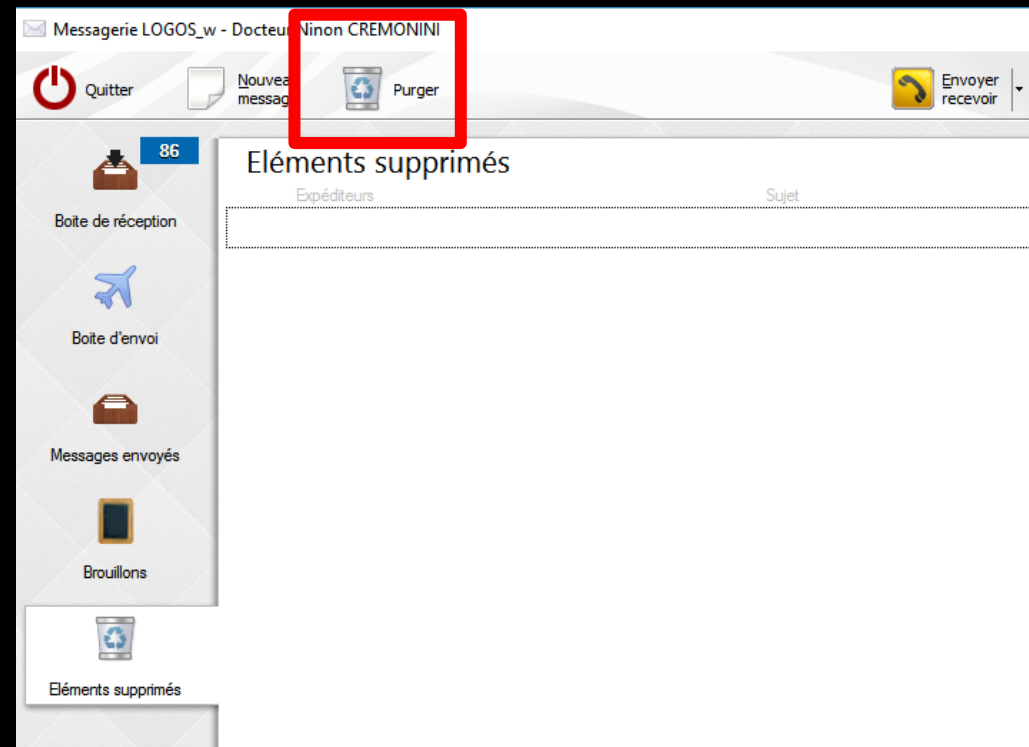 Messagerie LOGOS_w - Docteur Ninon CREMONINI
Quitter
Nouveau
messag
Purger
Envoyer
recevoir
86
Boite de réception
Boite d'envoi
Messages envoyés
Brouillons
Eléments supprimés
Eléments supprimés
Expéditeurs
Sujet